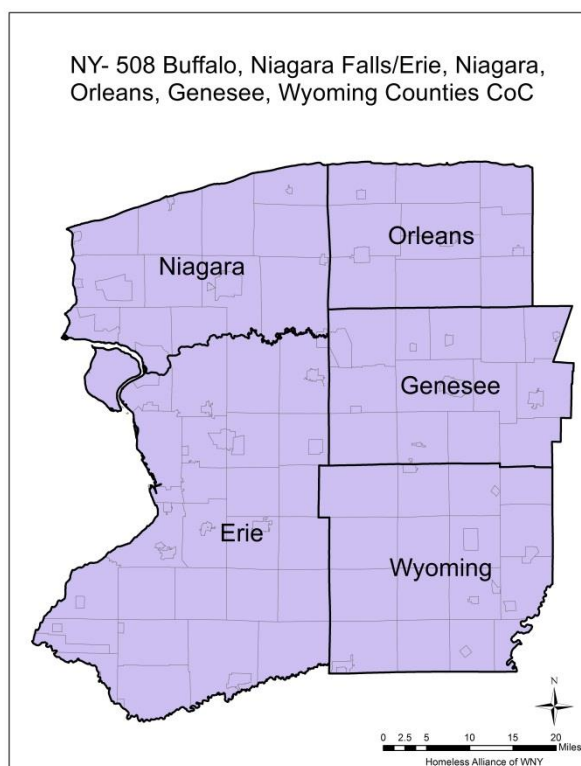 NY- 508 Buffalo, Niagara Falls/Erie, Niagara,
Orleans, Genesee, Wyoming Counties CoC
Orleans
Niagara
Genesee
Erie
Wyoming
N
0 2.5 5 10 15 20
Miles
Homeless Alliance of WNY